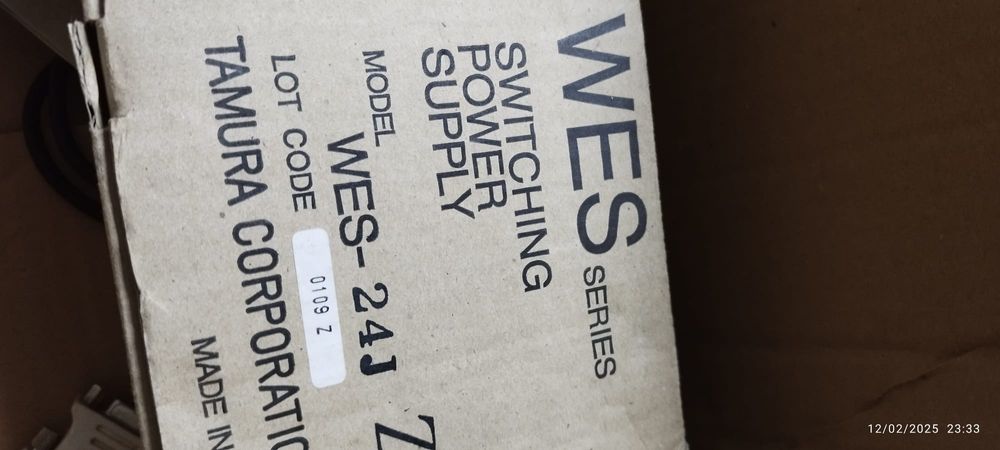 WES SERIES
SWITCHING
POWER
SUPPLY
MODEL WES-24J Z
LOT CODE 0109 Z
TAMURA CORPORATIO
MADE IN
12/02/2025 23:33